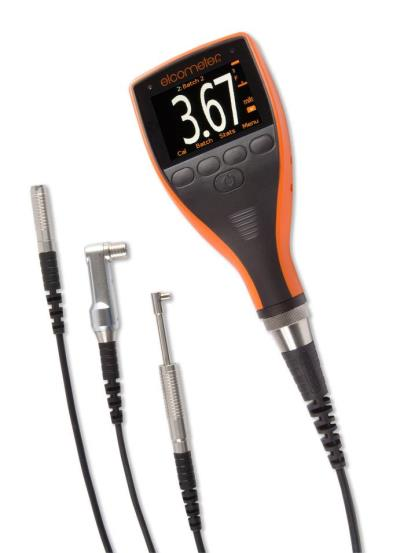 elcometer
2: Batch 2
3.67
mils
Cal Batch Stats Menu